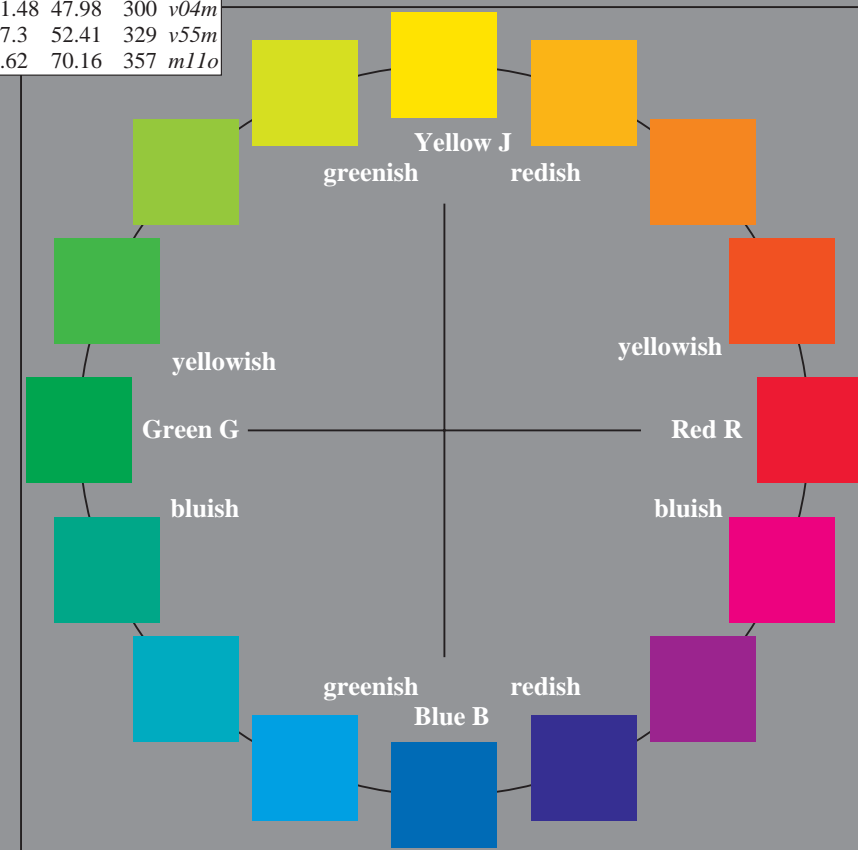 1.48 47.98 300 v04m
7.3 52.41 329 v55m
.62 70.16 357 m11o
Yellow J
greenish redish
yellowish
yellowish
Green G Red R
bluish bluish
greenish redish
Blue B